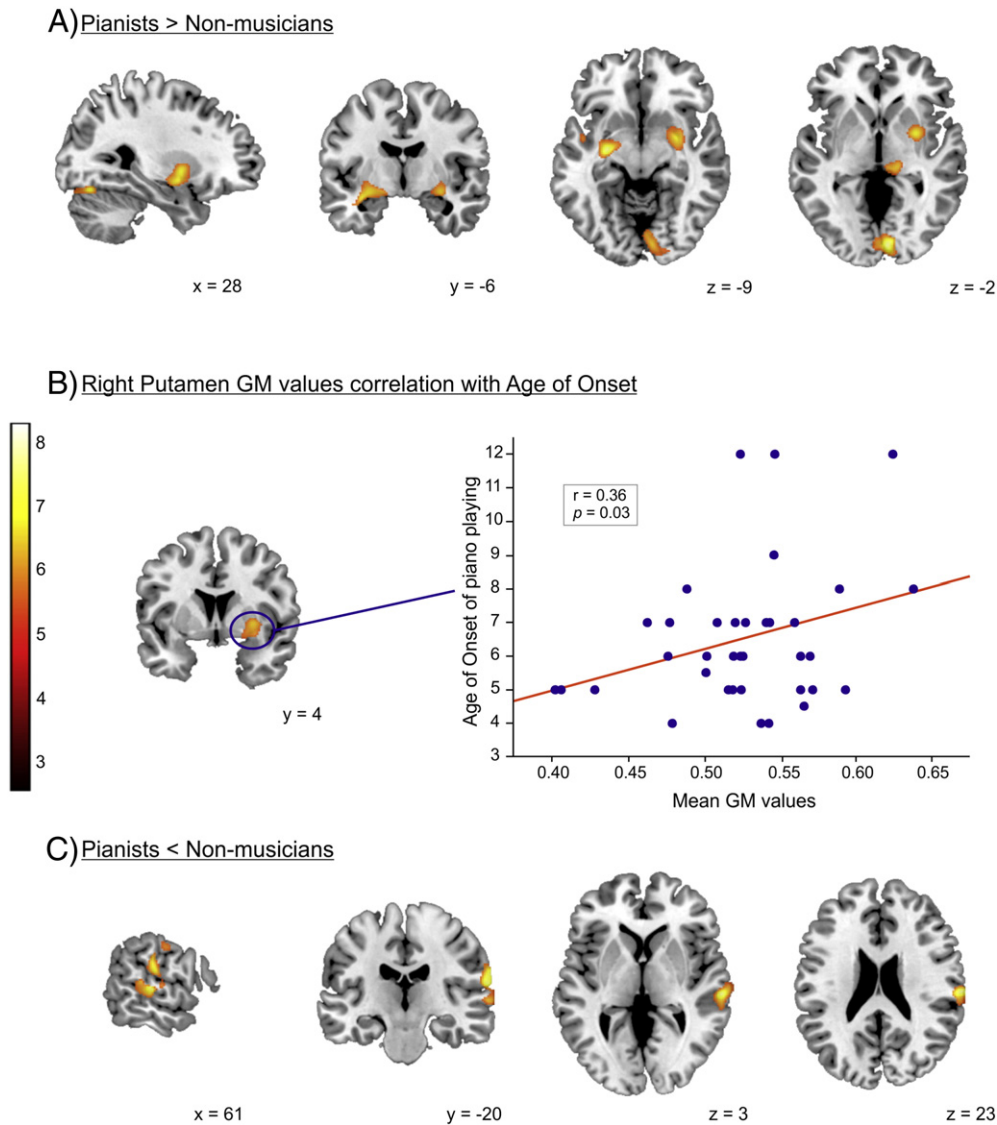 A) Pianists > Non-musicians
x = 28
y = -6
z = -9
z = -2
B) Right Putamen GM values correlation with Age of Onset
8
7
6
5
4
3
y = 4
Age of Onset of piano playing
12
11
10
9
8
7
6
5
4
3
r = 0.36
p = 0.03
0.40 0.45 0.50 0.55 0.60 0.65
Mean GM values
C) Pianists < Non-musicians
x = 61
y = -20
z = 3
z = 23